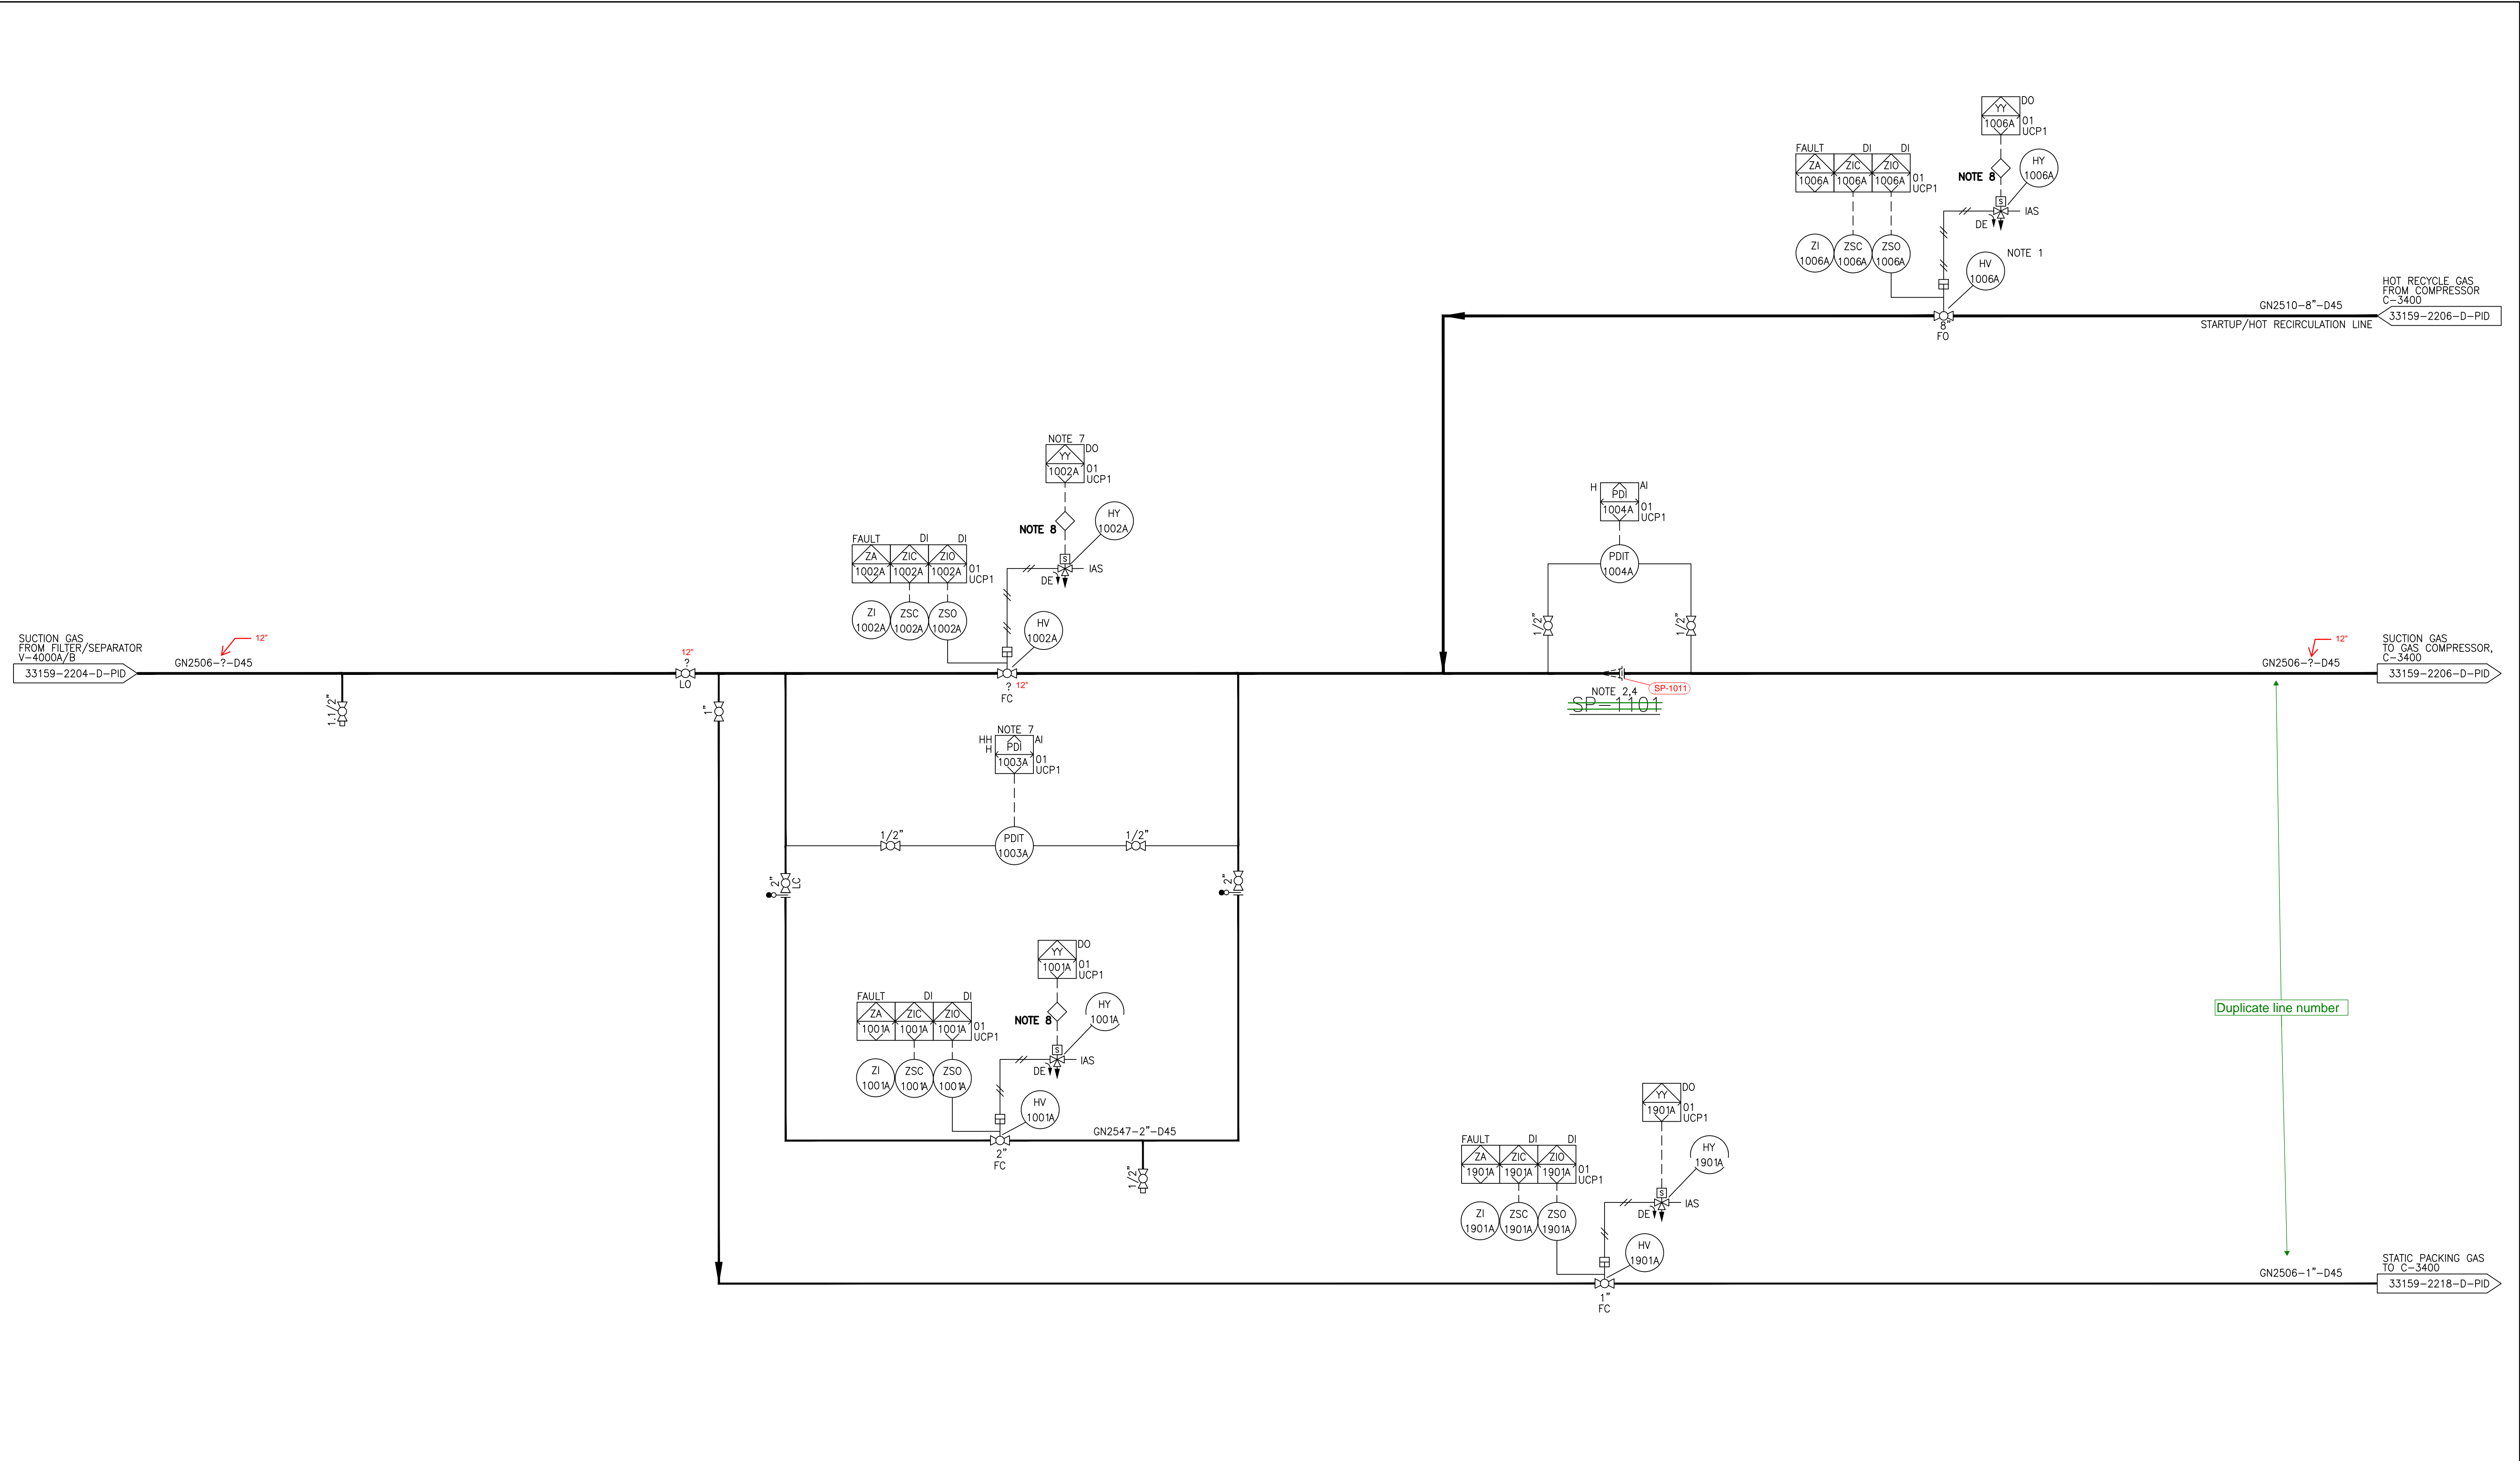 YY
DO
1006A
01
UCP1
FAULT
DI
DI
ZA
ZIC
ZIO
1006A
1006A
1006A
01
UCP1
NOTE 8
HY
1006A
S
IAS
DE
ZI
1006A
ZSC
1006A
ZSO
1006A
HV
1006A
NOTE 1
8"
FO
GN2510-8"-D45
STARTUP/HOT RECIRCULATION LINE
HOT RECYCLE GAS
FROM COMPRESSOR
C-3400
33159-2206-D-PID
NOTE 7
YY
DO
1002A
01
UCP1
NOTE 8
HY
1002A
FAULT
DI
DI
ZA
ZIC
ZIO
1002A
1002A
1002A
01
UCP1
S
IAS
DE
ZI
1002A
ZSC
1002A
ZSO
1002A
HV
1002A
H
PDI
AI
1004A
01
UCP1
PDIT
1004A
1/2"
1/2"
SUCTION GAS
FROM FILTER/SEPARATOR
V-4000A/B
33159-2204-D-PID
12"
GN2506-?-D45
1.1/2"
12"
?
LO
1"
? 12"
FC
NOTE 2,4
SP-1101
SP-1011
12"
GN2506-?-D45
SUCTION GAS
TO GAS COMPRESSOR,
C-3400
33159-2206-D-PID
NOTE 7
HH
H
PDI
AI
1003A
01
UCP1
1/2"
PDIT
1003A
1/2"
2"
LC
2"
YY
DO
1001A
01
UCP1
NOTE 8
HY
1001A
FAULT
DI
DI
ZA
ZIC
ZIO
1001A
1001A
1001A
01
UCP1
S
IAS
DE
ZI
1001A
ZSC
1001A
ZSO
1001A
HV
1001A
2"
FC
GN2547-2"-D45
1/2"
Duplicate line number
YY
DO
1901A
01
UCP1
FAULT
DI
DI
ZA
ZIC
ZIO
1901A
1901A
1901A
01
UCP1
HY
1901A
S
IAS
DE
ZI
1901A
ZSC
1901A
ZSO
1901A
HV
1901A
1"
FC
GN2506-1"-D45
STATIC PACKING GAS
TO C-3400
33159-2218-D-PID